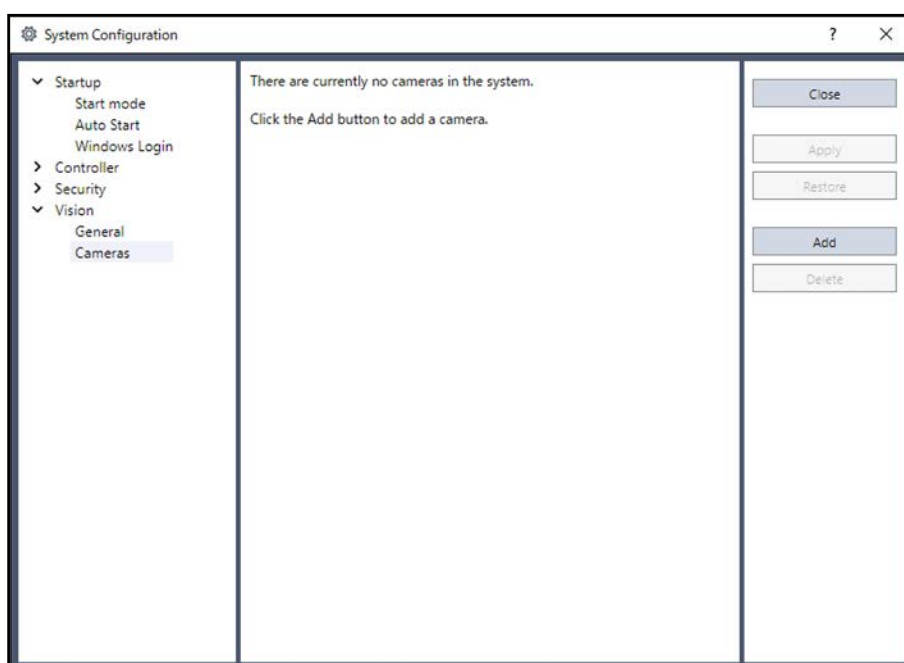 System Configuration
?
Startup
Start mode
Auto Start
Windows Login
Controller
Security
Vision
General
Cameras
There are currently no cameras in the system.
Click the Add button to add a camera.
Close
Apply
Restore
Add
Delete